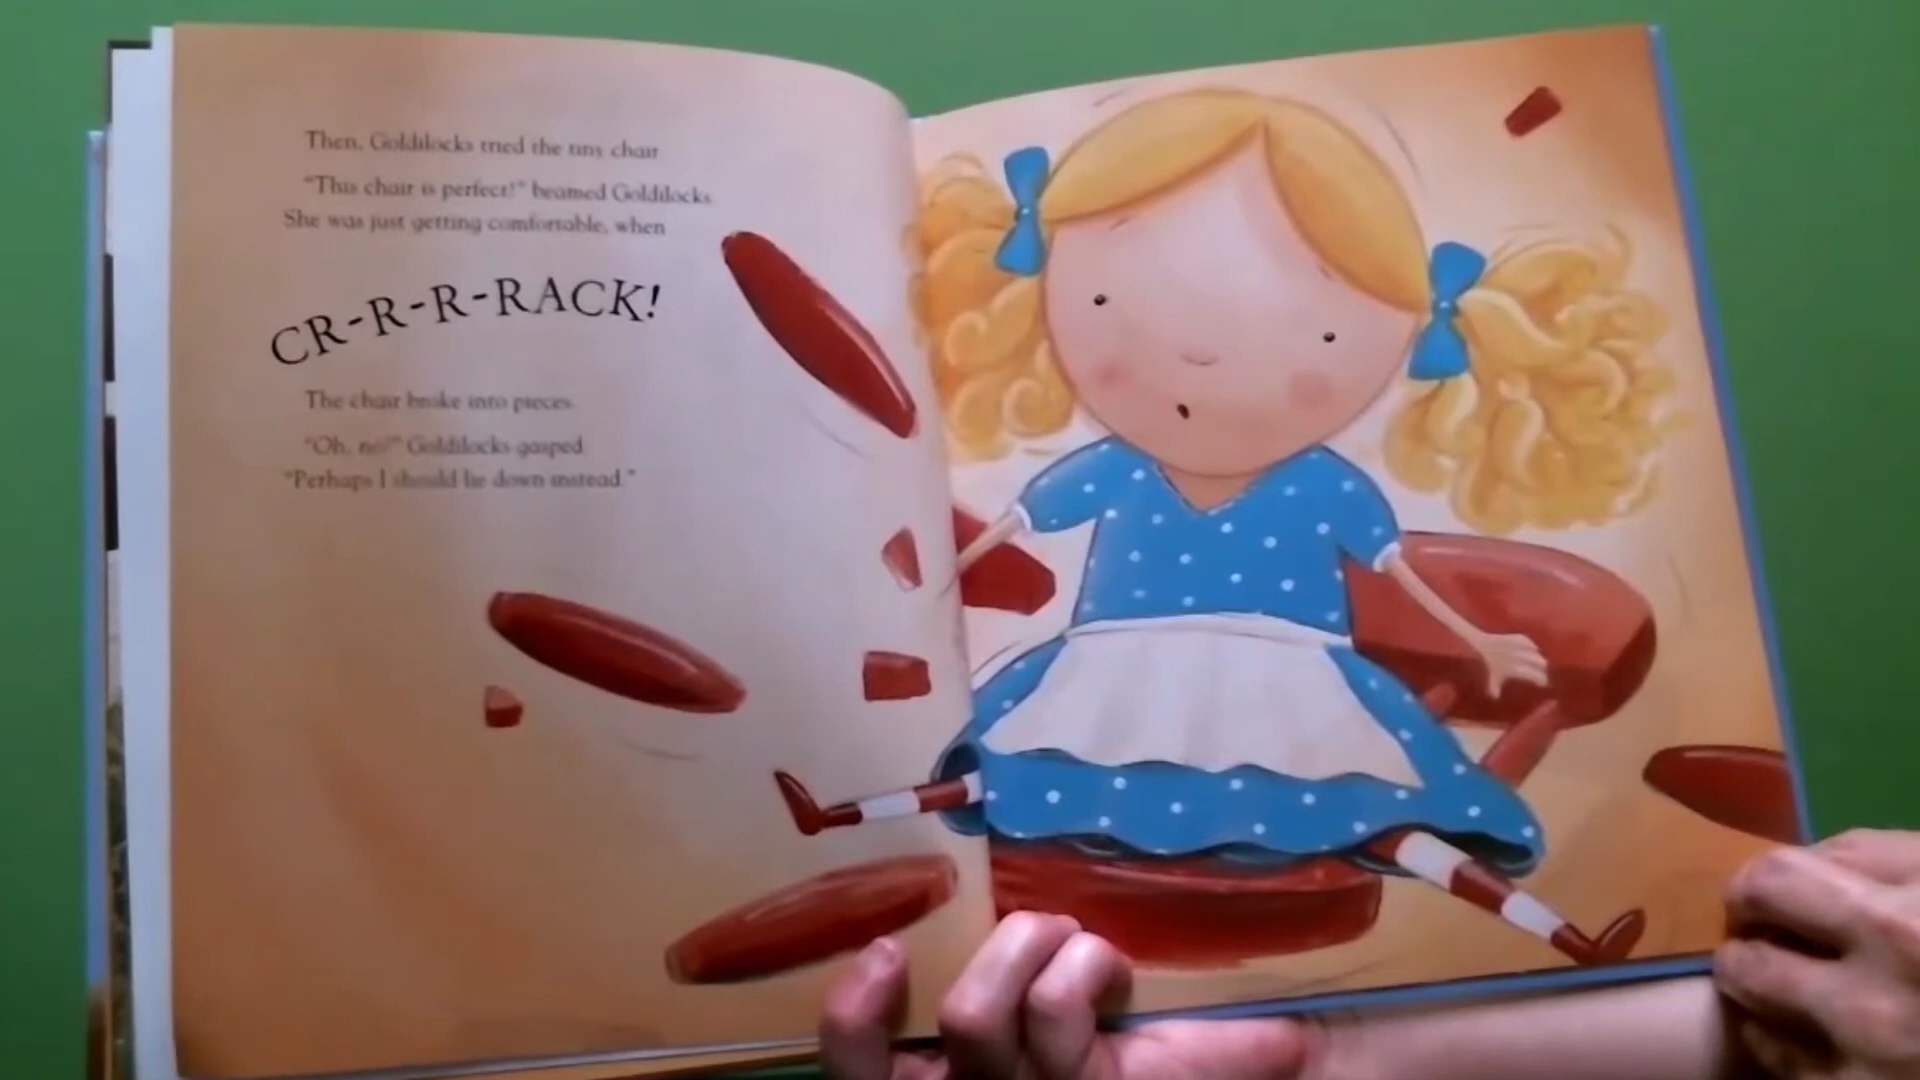 Then, Goldilocks tried the tiny chair.
"This chair is perfect!" beamed Goldilocks.
She was just getting comfortable, when
CR-R-R-RACK!
The chair broke into pieces.
"Oh, no!" Goldilocks gasped.
"Perhaps I should lie down instead."